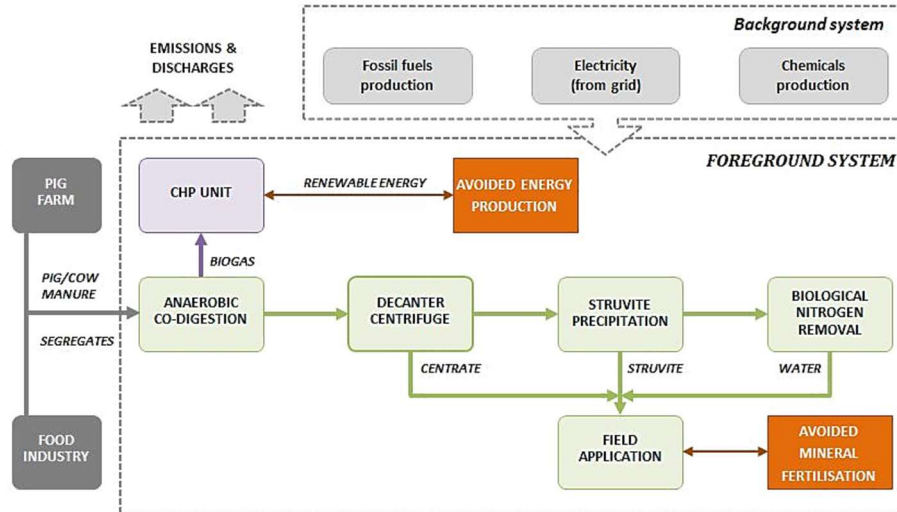 EMISSIONS &
DISCHARGES
Background system
Fossil fuels
production
Electricity
(from grid)
Chemicals
production
FOREGROUND SYSTEM
PIG
FARM
CHP UNIT
RENEWABLE ENERGY
AVOIDED ENERGY
PRODUCTION
BIOGAS
PIG/COW
MANURE
SEGREGATES
ANAEROBIC
CO-DIGESTION
DECANTER
CENTRIFUGE
STRUVITE
PRECIPITATION
BIOLOGICAL
NITROGEN
REMOVAL
CENTRATE
STRUVITE
WATER
FOOD
INDUSTRY
FIELD
APPLICATION
AVOIDED
MINERAL
FERTILISATION